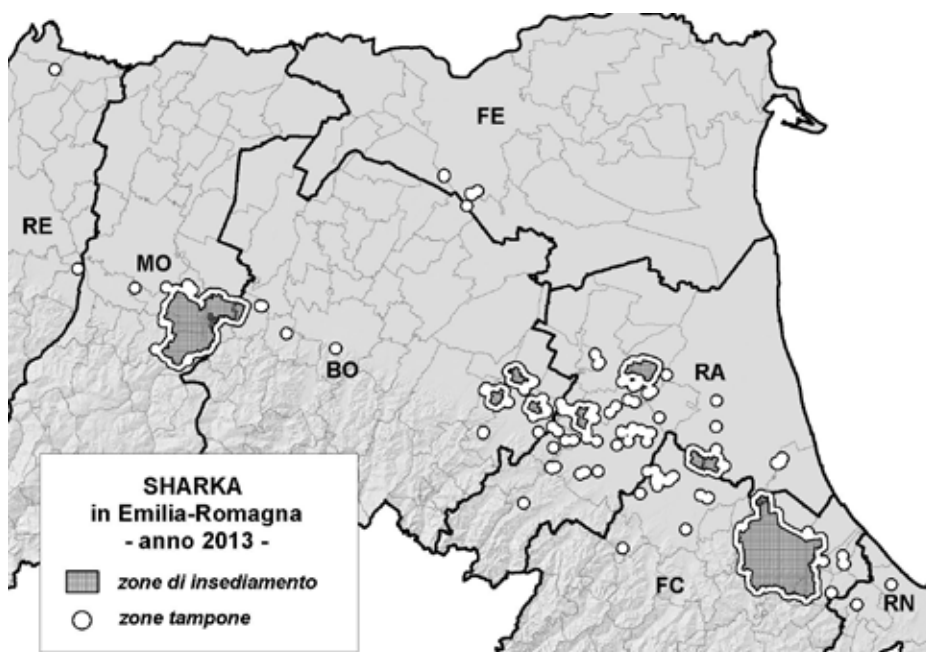 FE
RE
MO
BO
RA
SHARKA
in Emilia-Romagna
- anno 2013 -
zone di insediamento
zone tampone
FC
RN